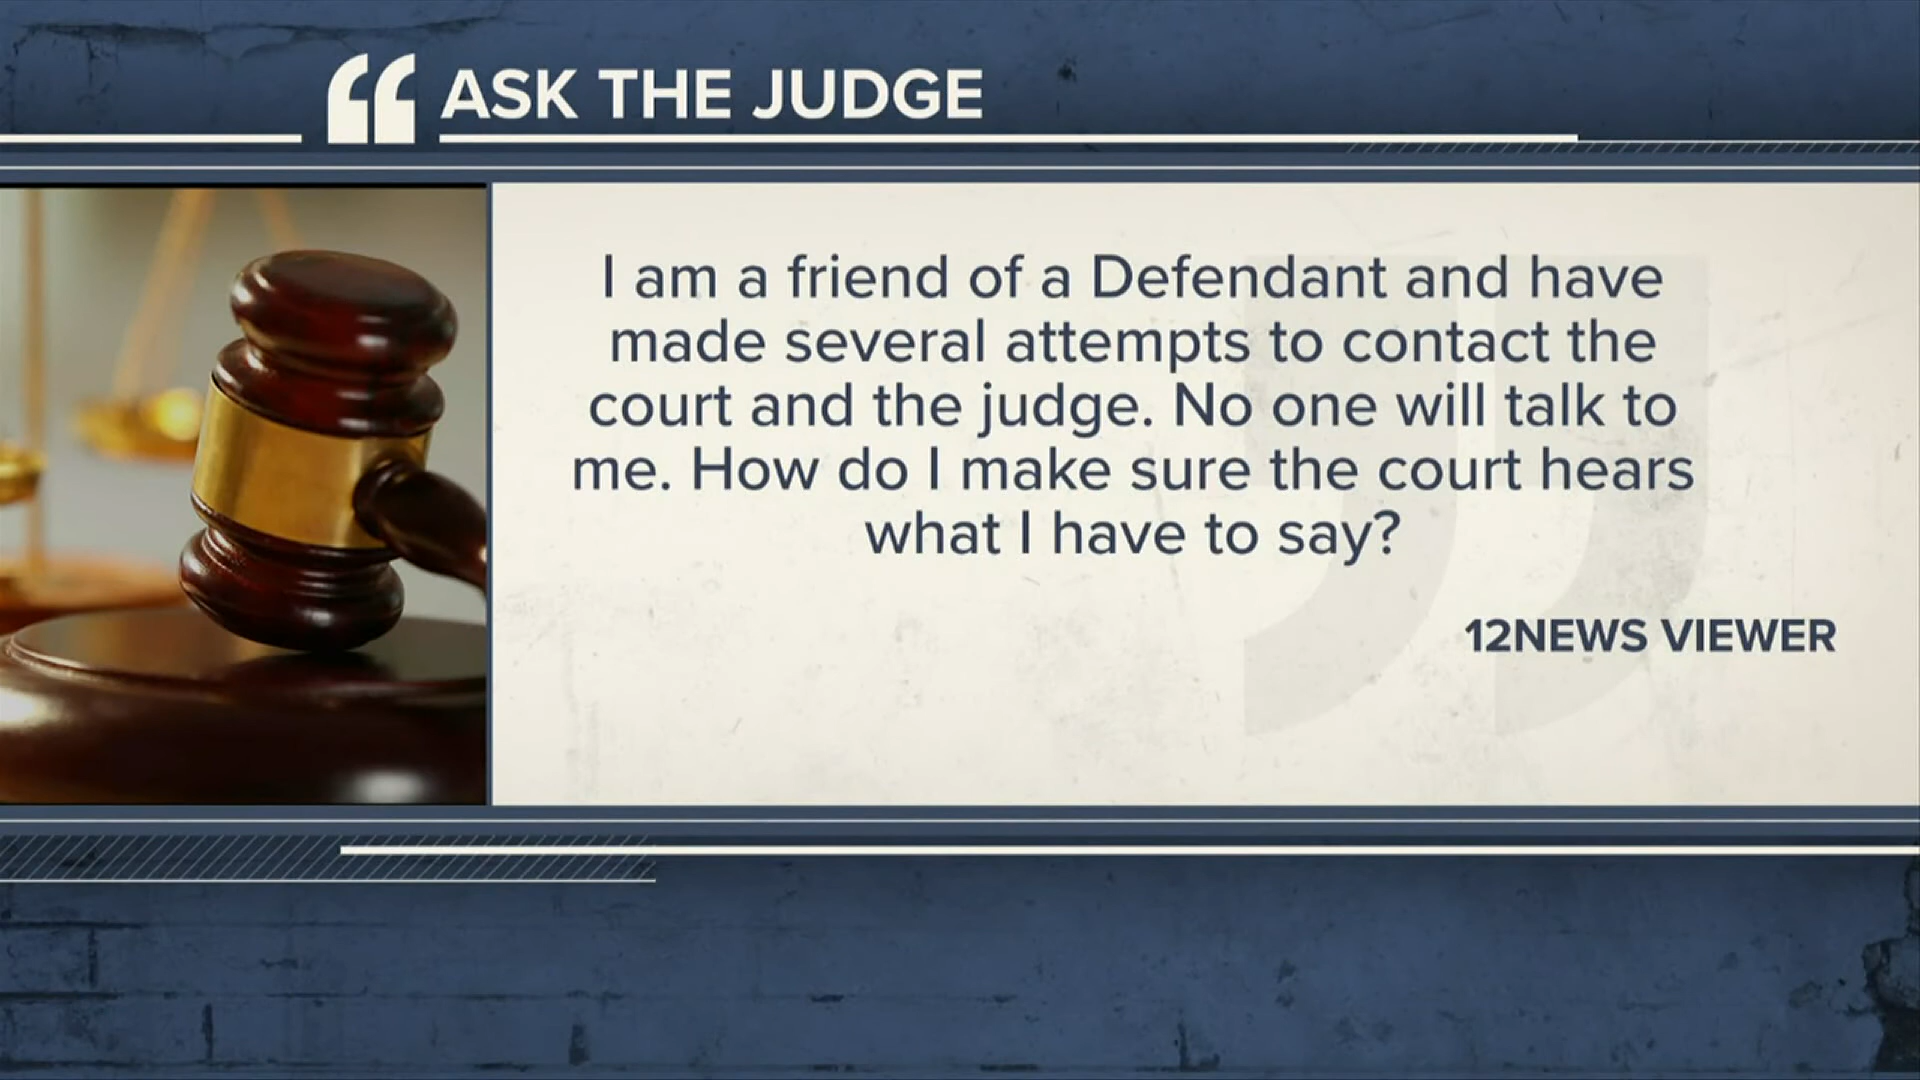 “ ASK THE JUDGE
I am a friend of a Defendant and have
made several attempts to contact the
court and the judge. No one will talk to
me. How do I make sure the court hears
what I have to say?
12NEWS VIEWER